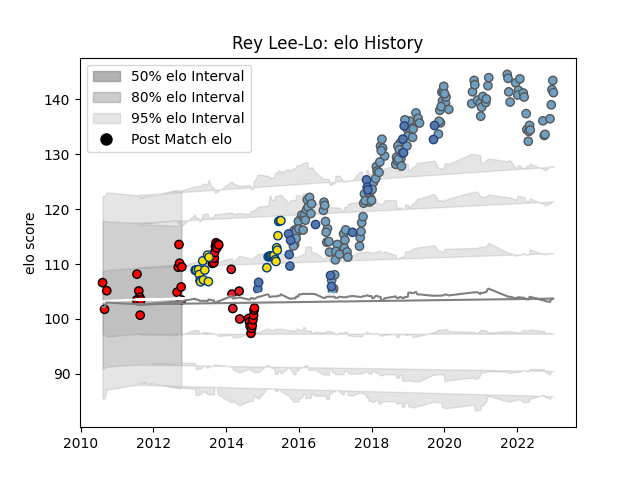 Rey Lee-Lo: elo History
50% elo Interval
80% elo Interval
95% elo Interval
Post Match elo
elo score
140
130
120
110
100
90
2010 2012 2014 2016 2018 2020 2022